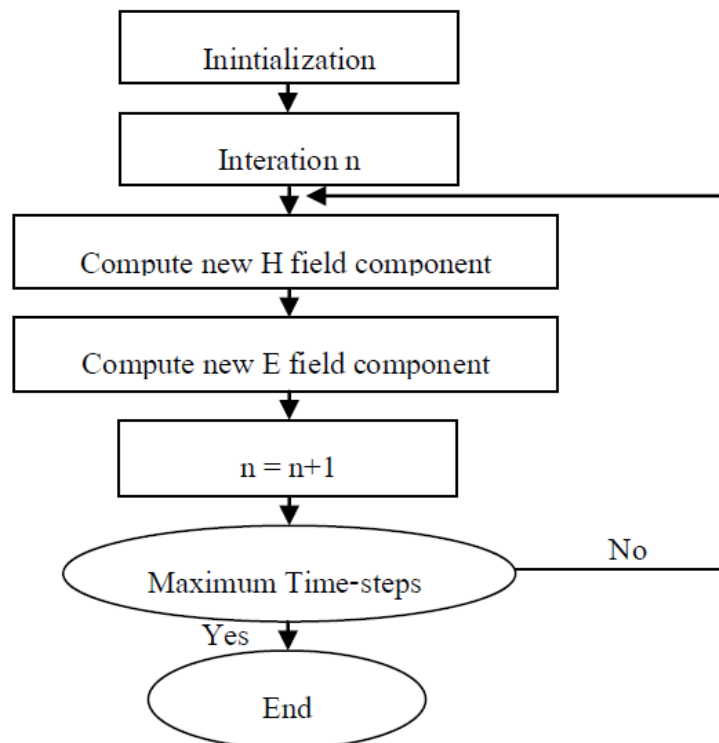 Inintialization
Interation n
Compute new H field component
Compute new E field component
n = n+1
Maximum Time-steps
No
Yes
End